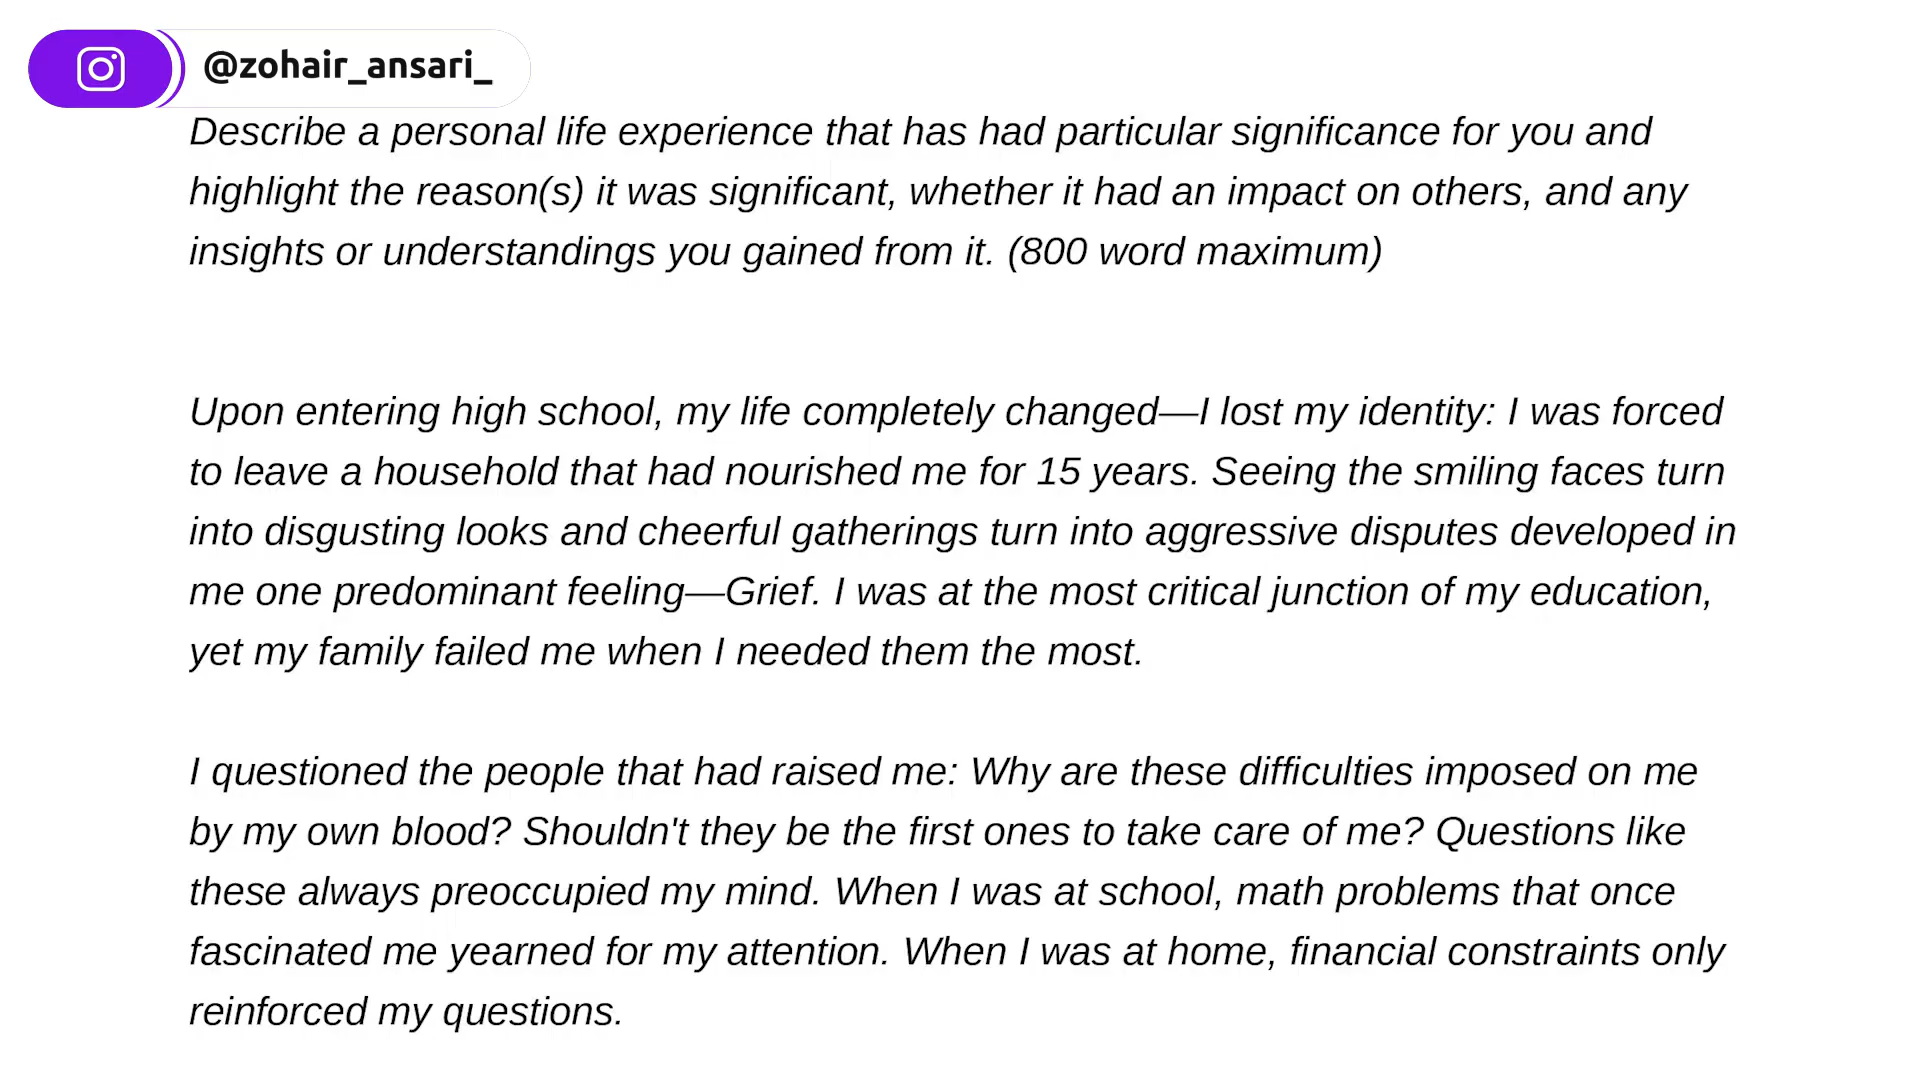 @zohair_ansari_
Describe a personal life experience that has had particular significance for you and
highlight the reason(s) it was significant, whether it had an impact on others, and any
insights or understandings you gained from it. (800 word maximum)
Upon entering high school, my life completely changed—I lost my identity: I was forced
to leave a household that had nourished me for 15 years. Seeing the smiling faces turn
into disgusting looks and cheerful gatherings turn into aggressive disputes developed in
me one predominant feeling—Grief. I was at the most critical junction of my education,
yet my family failed me when I needed them the most.
I questioned the people that had raised me: Why are these difficulties imposed on me
by my own blood? Shouldn't they be the first ones to take care of me? Questions like
these always preoccupied my mind. When I was at school, math problems that once
fascinated me yearned for my attention. When I was at home, financial constraints only
reinforced my questions.